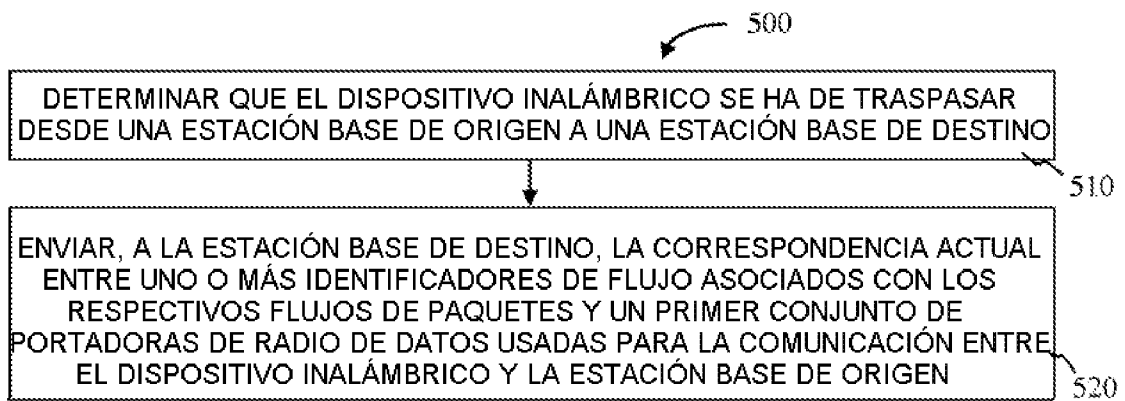 500
DETERMINAR QUE EL DISPOSITIVO INALÁMBRICO SE HA DE TRASPASAR
DESDE UNA ESTACIÓN BASE DE ORIGEN A UNA ESTACIÓN BASE DE DESTINO
510
ENVIAR, A LA ESTACIÓN BASE DE DESTINO, LA CORRESPONDENCIA ACTUAL
ENTRE UNO O MÁS IDENTIFICADORES DE FLUJO ASOCIADOS CON LOS
RESPECTIVOS FLUJOS DE PAQUETES Y UN PRIMER CONJUNTO DE
PORTADORAS DE RADIO DE DATOS USADAS PARA LA COMUNICACIÓN ENTRE
EL DISPOSITIVO INALÁMBRICO Y LA ESTACIÓN BASE DE ORIGEN
520